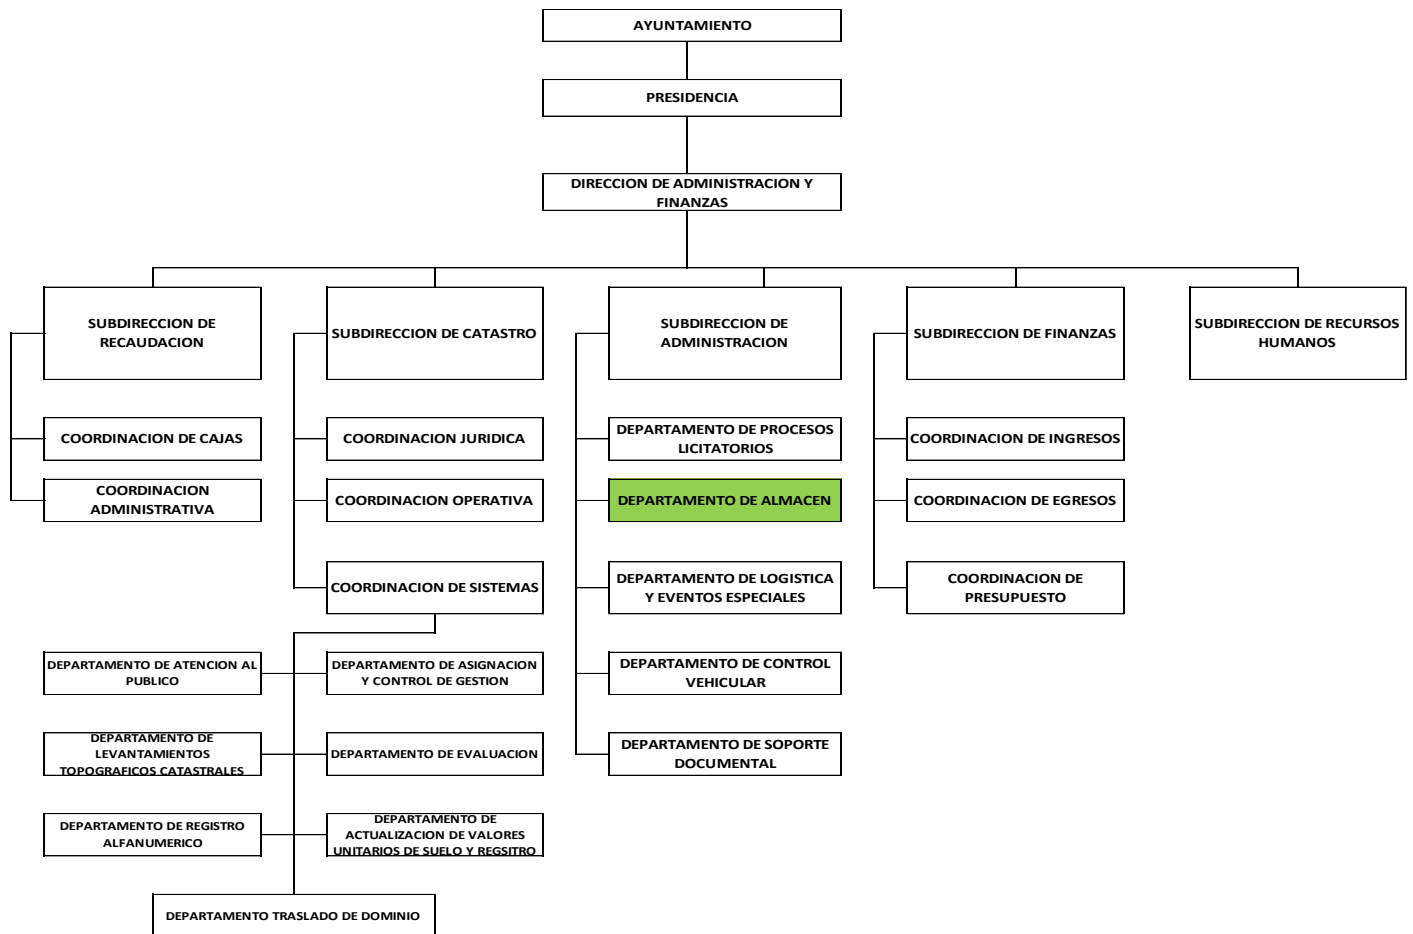 AYUNTAMIENTO
PRESIDENCIA
DIRECCION DE ADMINISTRACION Y
FINANZAS
SUBDIRECCION DE
RECAUDACION
SUBDIRECCION DE CATASTRO
SUBDIRECCION DE
ADMINISTRACION
SUBDIRECCION DE FINANZAS
SUBDIRECCION DE RECURSOS
HUMANOS
COORDINACION DE CAJAS
COORDINACION JURIDICA
DEPARTAMENTO DE PROCESOS
LICITATORIOS
COORDINACION DE INGRESOS
COORDINACION
ADMINISTRATIVA
COORDINACION OPERATIVA
DEPARTAMENTO DE ALMACEN
COORDINACION DE EGRESOS
COORDINACION DE SISTEMAS
DEPARTAMENTO DE LOGISTICA
Y EVENTOS ESPECIALES
COORDINACION DE
PRESUPUESTO
DEPARTAMENTO DE ATENCION AL
PUBLICO
DEPARTAMENTO DE ASIGNACION
Y CONTROL DE GESTION
DEPARTAMENTO DE CONTROL
VEHICULAR
DEPARTAMENTO DE
LEVANTAMIENTOS
TOPOGRAFICOS CATASTRALES
DEPARTAMENTO DE EVALUACION
DEPARTAMENTO DE SOPORTE
DOCUMENTAL
DEPARTAMENTO DE REGISTRO
ALFANUMERICO
DEPARTAMENTO DE
ACTUALIZACION DE VALORES
UNITARIOS DE SUELO Y REGSITRO
DEPARTAMENTO TRASLADO DE DOMINIO